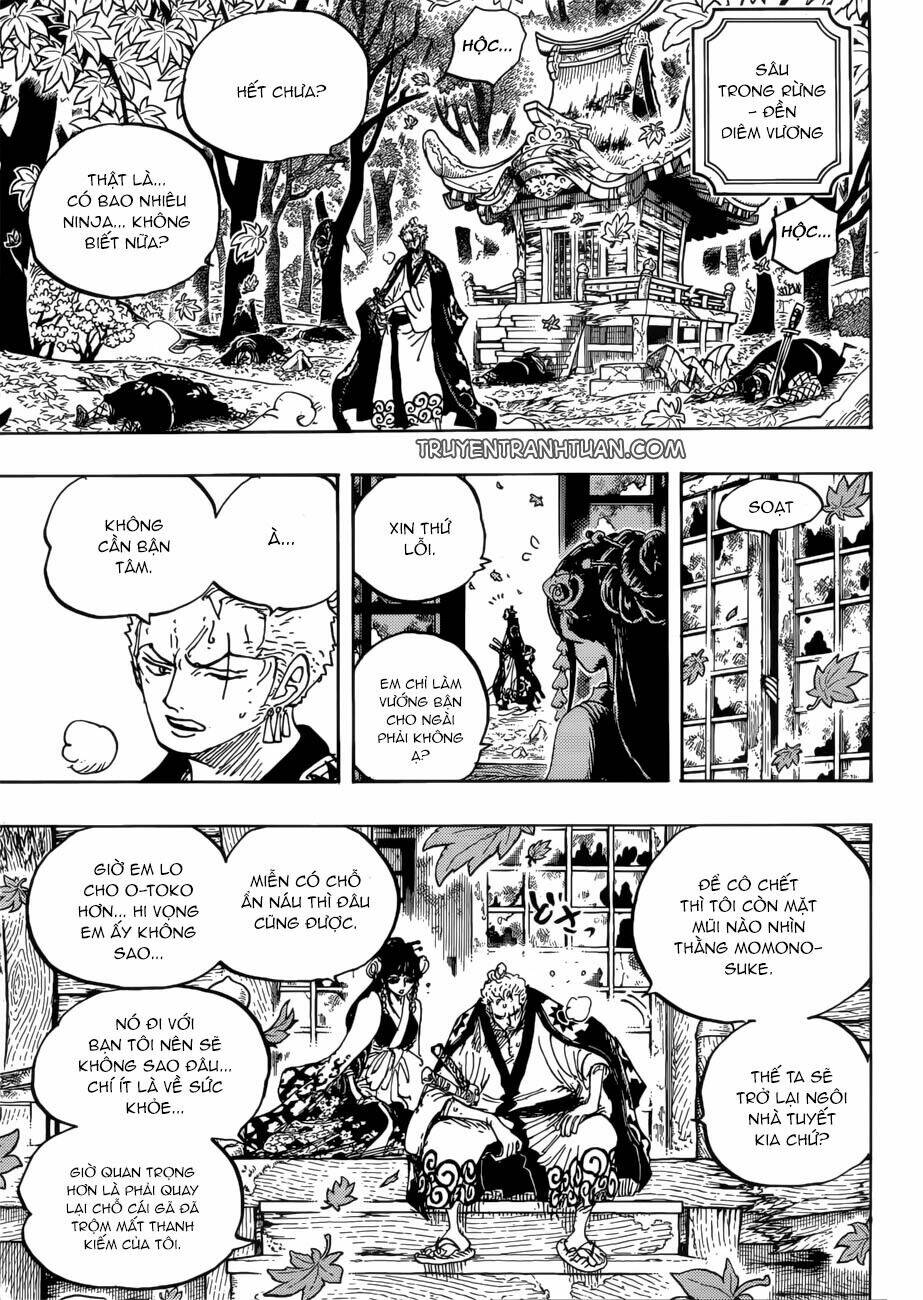 SÂU
TRONG RỪNG
- ĐỀN
DIÊM VƯƠNG
HỘC...
HỘC...
HẾT CHƯA?
THẬT LÀ...
CÓ BAO NHIÊU
NINJA... KHÔNG
BIẾT NỮA?
TRUYENTRANHTUAN.COM
SOẠT
XIN THỨ
LỖI.
EM CHỈ LÀM
VƯỚNG BẬN
CHO NGÀI
PHẢI KHÔNG
Ạ?
À...
KHÔNG
CẦN BẬN
TÂM.
ĐỂ CÔ CHẾT
THÌ TÔI CÒN MẶT
MŨI NÀO NHÌN
THẲNG MOMONO-
SUKE.
THẾ TA SẼ
TRỞ LẠI NGÔI
NHÀ TUYẾT
KIA CHỨ?
どさ
MIỄN CÓ CHỖ
ẨN NÁU THÌ ĐÂU
CŨNG ĐƯỢC.
GIỜ EM LO
CHO O-TOKO
HƠN... HI VỌNG
EM ẤY KHÔNG
SAO...
NÓ ĐI VỚI
BẠN TÔI NÊN SẼ
KHÔNG SAO ĐÂU...
CHÍ ÍT LÀ VỀ SỨC
KHỎE...
GIỜ QUAN TRỌNG
HƠN LÀ PHẢI QUAY
LẠI CHỖ CÁI GÃ ĐÃ
TRỘM MẤT THANH
KIẾM CỦA TÔI.